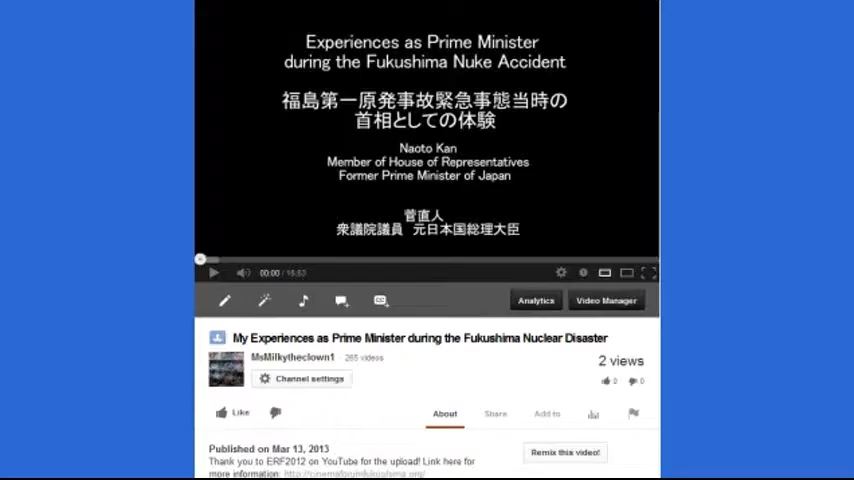 Experiences as Prime Minister
during the Fukushima Nuke Accident
福島第一原発事故緊急事態当時の
首相としての体験
Naoto Kan
Member of House of Representatives
Former Prime Minister of Japan
菅直人
衆議院議員 元日本国総理大臣
00:00 / 16:53
Analytics
Video Manager
My Experiences as Prime Minister during the Fukushima Nuclear Disaster
MsMilkytheclown1 · 265 videos
2 views
Channel settings
0 0
Like
About
Share
Add to
Published on Mar 13, 2013
Remix this video!
Thank you to ERF2012 on YouTube for the upload! Link here for
more information: http://cinemaforumfukushima.org/